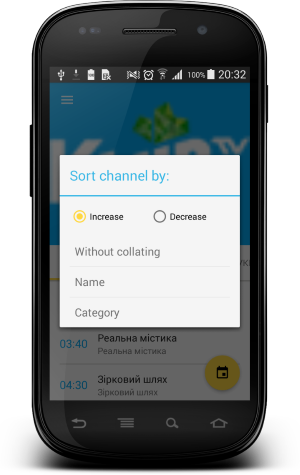 100% 20:32
Sort channel by:
Increase Decrease
Without collating
Name
Category
03:40 Реальна містика
Реальна містика
04:30 Зірковий шлях
Зірковий шлях